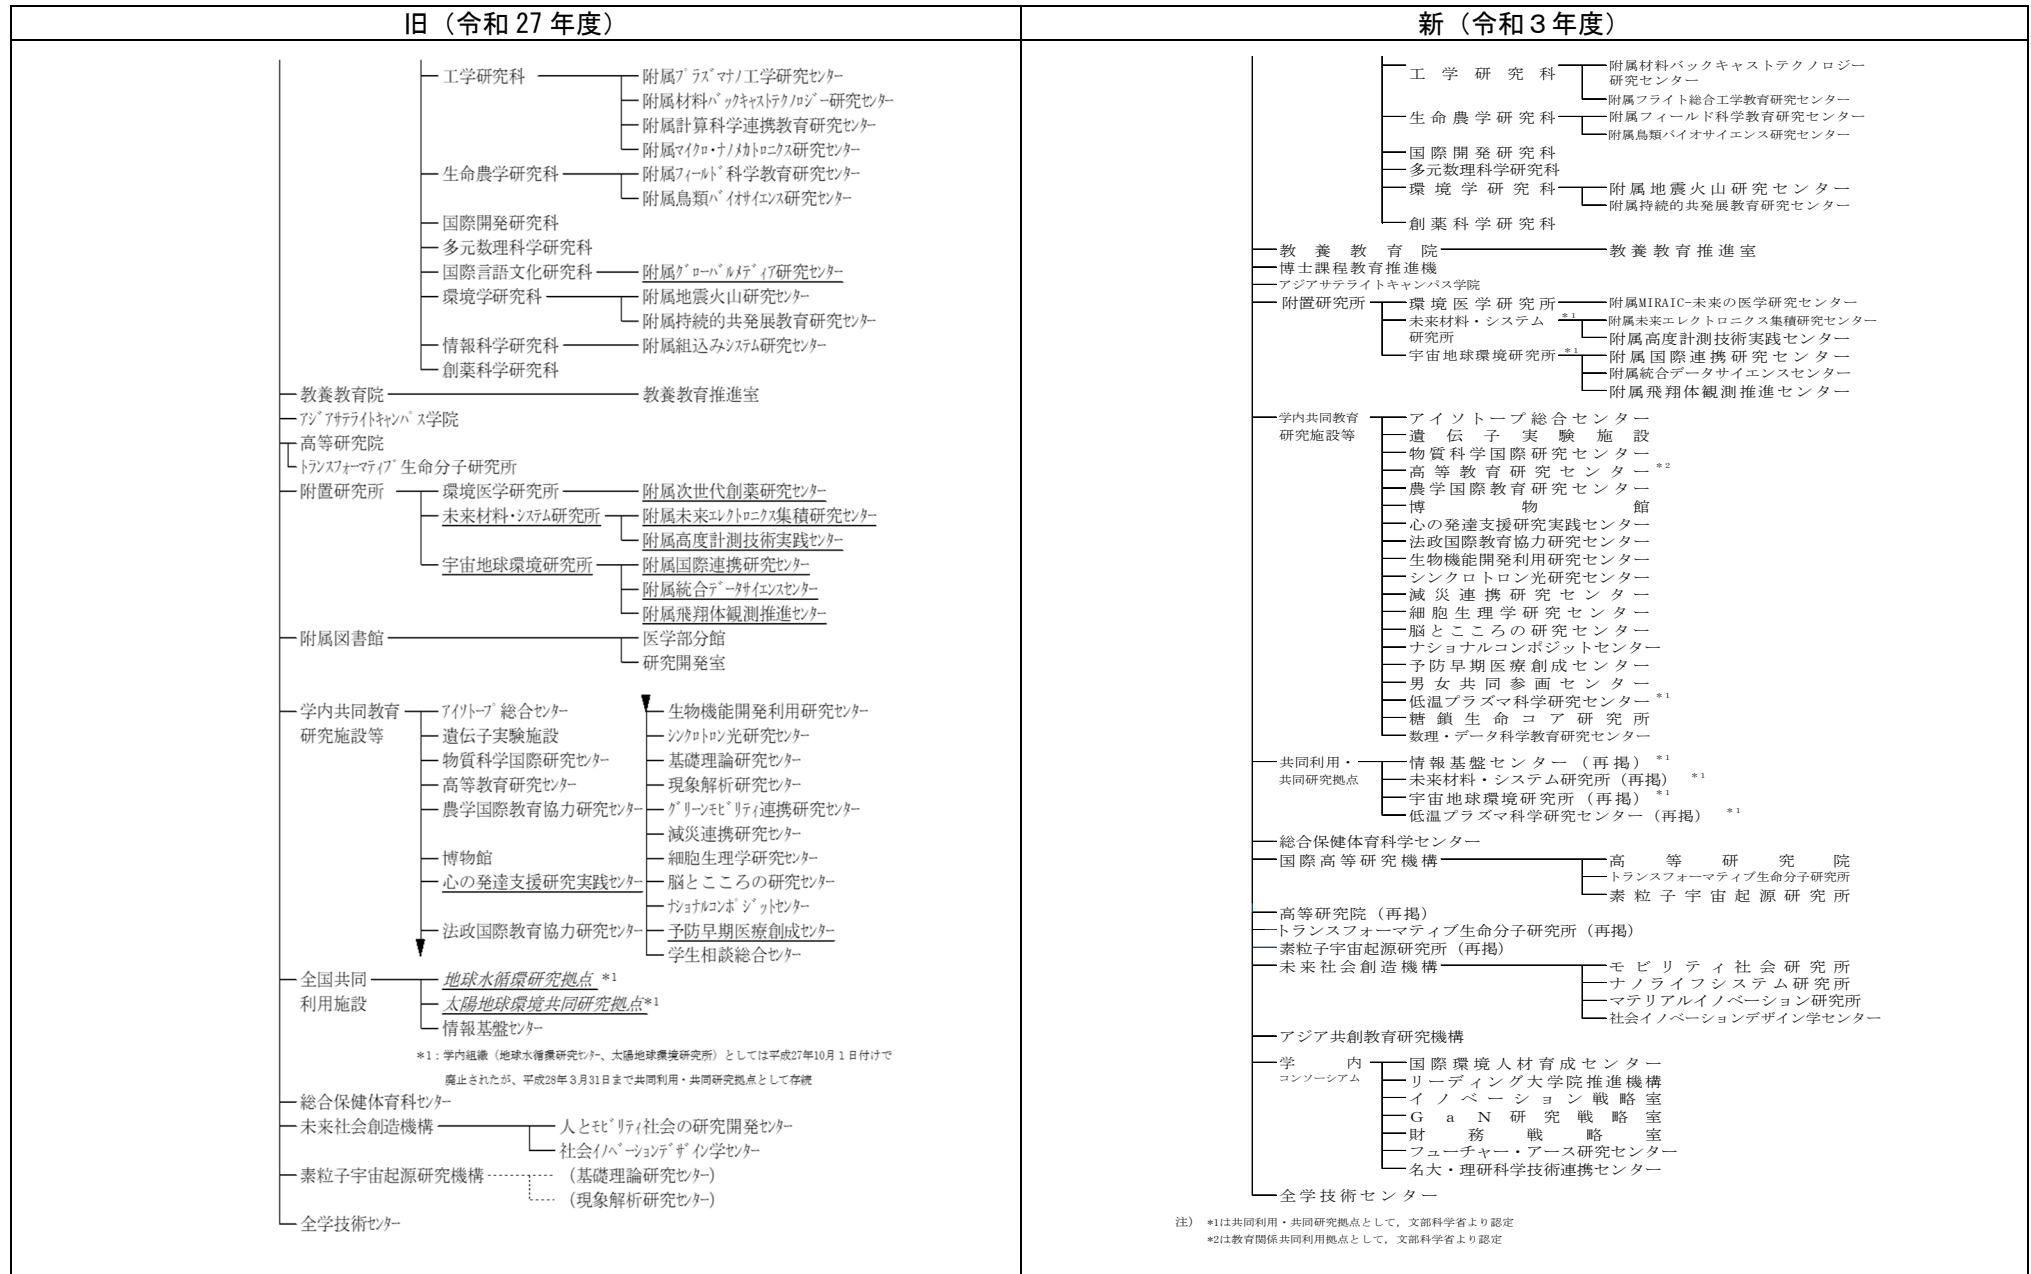 旧（令和 27 年度）
工学研究科
附属プラズマナノ工学研究センター
附属材料バックキャストテクノロジー研究センター
附属計算科学連携教育研究センター
附属マイクロ・ナノメカトロニクス研究センター
生命農学研究科
附属フィールド科学教育研究センター
附属鳥類バイオサイエンス研究センター
国際開発研究科
多元数理科学研究科
国際言語文化研究科
附属グローバルメディア研究センター
環境学研究科
附属地震火山研究センター
附属持続的共発展教育研究センター
情報科学研究科
附属組込みシステム研究センター
創薬科学研究科
教養教育院
教養教育推進室
アジアサテライトキャンパス学院
高等研究院
トランスフォーマティブ生命分子研究所
附置研究所
環境医学研究所
附属次世代創薬研究センター
未来材料・システム研究所
附属未来エレクトロニクス集積研究センター
附属高度計測技術実践センター
宇宙地球環境研究所
附属国際連携研究センター
附属統合データサイエンスセンター
附属飛翔体観測推進センター
附属図書館
医学部分館
研究開発室
学内共同教育
研究施設等
アイソトープ総合センター
遺伝子実験施設
物質科学国際研究センター
高等教育研究センター
農学国際教育協力研究センター
博物館
心の発達支援研究実践センター
法政国際教育協力研究センター
生物機能開発利用研究センター
シンクロトロン光研究センター
基礎理論研究センター
現象解析研究センター
グリーンモビリティ連携研究センター
減災連携研究センター
細胞生理学研究センター
脳とこころの研究センター
ナショナルコンポジットセンター
予防早期医療創成センター
学生相談総合センター
全国共同
利用施設
地球水循環研究拠点 *1
太陽地球環境共同研究拠点*1
情報基盤センター
*1：学内組織（地球水循環研究センター、太陽地球環境研究所）としては平成27年10月１日付けで
廃止されたが、平成28年３月31日まで共同利用・共同研究拠点として存続
総合保健体育科センター
未来社会創造機構
人とモビリティ社会の研究開発センター
社会イノベーションデザイン学センター
素粒子宇宙起源研究機構
（基礎理論研究センター）
（現象解析研究センター）
全学技術センター
新（令和３年度）
工学研究科
附属材料バックキャストテクノロジー
研究センター
附属フライト総合工学教育研究センター
生命農学研究科
附属フィールド科学教育研究センター
附属鳥類バイオサイエンス研究センター
国際開発研究科
多元数理科学研究科
環境学研究科
附属地震火山研究センター
附属持続的共発展教育研究センター
創薬科学研究科
教養教育院
教養教育推進室
博士課程教育推進機
アジアサテライトキャンパス学院
附置研究所
環境医学研究所
附属MIRAIC-未来の医学研究センター
未来材料・システム *1
研究所
附属未来エレクトロニクス集積研究センター
附属高度計測技術実践センター
宇宙地球環境研究所 *1
附属国際連携研究センター
附属統合データサイエンスセンター
附属飛翔体観測推進センター
学内共同教育
研究施設等
アイソトープ総合センター
遺伝子実験施設
物質科学国際研究センター
高等教育研究センター *2
農学国際教育研究センター
博物館
心の発達支援研究実践センター
法政国際教育協力研究センター
生物機能開発利用研究センター
シンクロトロン光研究センター
減災連携研究センター
細胞生理学研究センター
脳とこころの研究センター
ナショナルコンポジットセンター
予防早期医療創成センター
男女共同参画センター
低温プラズマ科学研究センター *1
糖鎖生命コア研究所
数理・データ科学教育研究センター
共同利用・
共同研究拠点
情報基盤センター（再掲） *1
未来材料・システム研究所（再掲） *1
宇宙地球環境研究所（再掲） *1
低温プラズマ科学研究センター（再掲） *1
総合保健体育科学センター
国際高等研究機構
高等研究院
トランスフォーマティブ生命分子研究所
素粒子宇宙起源研究所
高等研究院（再掲）
トランスフォーマティブ生命分子研究所（再掲）
素粒子宇宙起源研究所（再掲）
未来社会創造機構
モビリティ社会研究所
ナノライフシステム研究所
マテリアルイノベーション研究所
社会イノベーションデザイン学センター
アジア共創教育研究機構
学内
コンソーシアム
国際環境人材育成センター
リーディング大学院推進機構
イノベーション戦略室
GaN研究戦略室
財務戦略室
フューチャー・アース研究センター
名大・理研科学技術連携センター
全学技術センター
注） *1は共同利用・共同研究拠点として，文部科学省より認定
*2は教育関係共同利用拠点として，文部科学省より認定